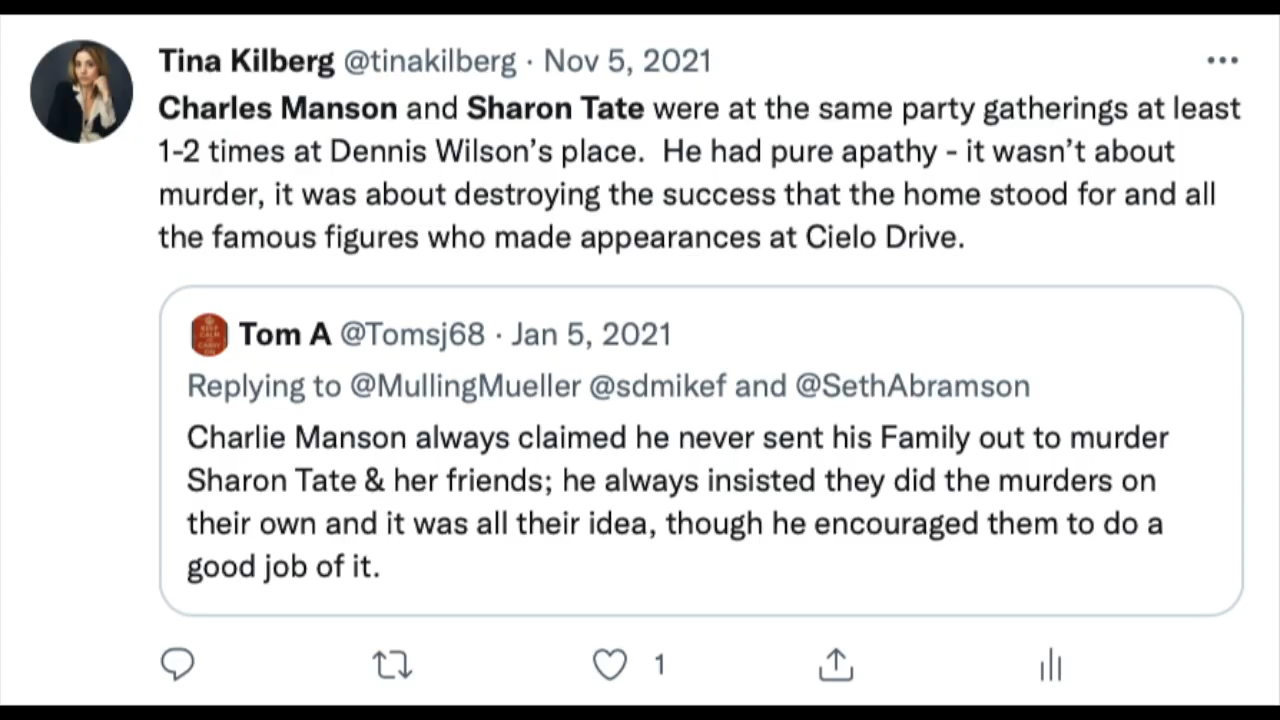 Tina Kilberg @tinakilberg · Nov 5, 2021
Charles Manson and Sharon Tate were at the same party gatherings at least
1-2 times at Dennis Wilson’s place.  He had pure apathy - it wasn’t about
murder, it was about destroying the success that the home stood for and all
the famous figures who made appearances at Cielo Drive.
Tom A @Tomsj68 · Jan 5, 2021
Replying to @MullingMueller @sdmikef and @SethAbramson
Charlie Manson always claimed he never sent his Family out to murder
Sharon Tate & her friends; he always insisted they did the murders on
their own and it was all their idea, though he encouraged them to do a
good job of it.
1